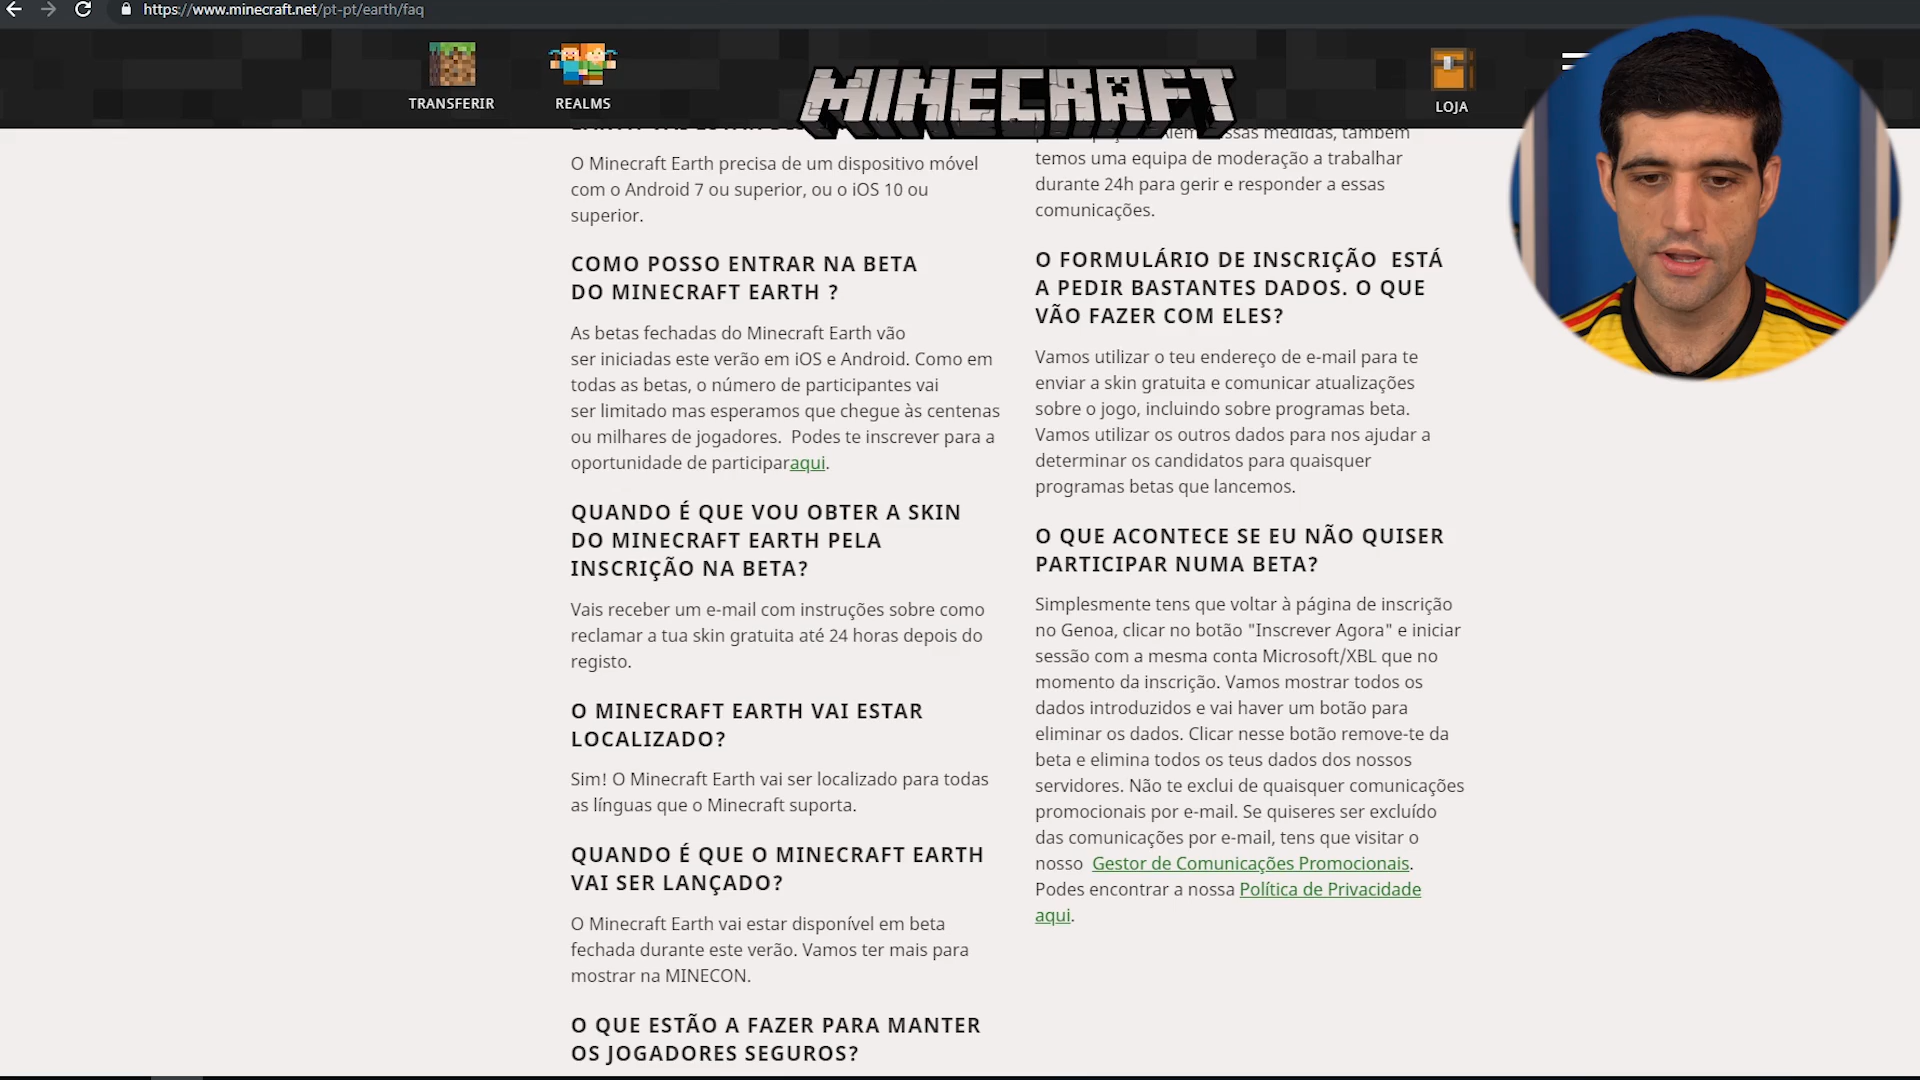 https://www.minecraft.net/pt-pt/earth/faq
TRANSFERIR
REALMS
MINECRAFT
LOJA
O Minecraft Earth precisa de um dispositivo móvel
com o Android 7 ou superior, ou o iOS 10 ou
superior.
COMO POSSO ENTRAR NA BETA
DO MINECRAFT EARTH ?
As betas fechadas do Minecraft Earth vão
ser iniciadas este verão em iOS e Android. Como em
todas as betas, o número de participantes vai
ser limitado mas esperamos que chegue às centenas
ou milhares de jogadores.  Podes te inscrever para a
oportunidade de participaraqui.
QUANDO É QUE VOU OBTER A SKIN
DO MINECRAFT EARTH PELA
INSCRIÇÃO NA BETA?
Vais receber um e-mail com instruções sobre como
reclamar a tua skin gratuita até 24 horas depois do
registo.
O MINECRAFT EARTH VAI ESTAR
LOCALIZADO?
Sim! O Minecraft Earth vai ser localizado para todas
as línguas que o Minecraft suporta.
QUANDO É QUE O MINECRAFT EARTH
VAI SER LANÇADO?
O Minecraft Earth vai estar disponível em beta
fechada durante este verão. Vamos ter mais para
mostrar na MINECON.
O QUE ESTÃO A FAZER PARA MANTER
OS JOGADORES SEGUROS?
medidas, também
temos uma equipa de moderação a trabalhar
durante 24h para gerir e responder a essas
comunicações.
O FORMULÁRIO DE INSCRIÇÃO  ESTÁ
A PEDIR BASTANTES DADOS. O QUE
VÃO FAZER COM ELES?
Vamos utilizar o teu endereço de e-mail para te
enviar a skin gratuita e comunicar atualizações
sobre o jogo, incluindo sobre programas beta.
Vamos utilizar os outros dados para nos ajudar a
determinar os candidatos para quaisquer
programas betas que lancemos.
O QUE ACONTECE SE EU NÃO QUISER
PARTICIPAR NUMA BETA?
Simplesmente tens que voltar à página de inscrição
no Genoa, clicar no botão "Inscrever Agora" e iniciar
sessão com a mesma conta Microsoft/XBL que no
momento da inscrição. Vamos mostrar todos os
dados introduzidos e vai haver um botão para
eliminar os dados. Clicar nesse botão remove-te da
beta e elimina todos os teus dados dos nossos
servidores. Não te exclui de quaisquer comunicações
promocionais por e-mail. Se quiseres ser excluído
das comunicações por e-mail, tens que visitar o
nosso  Gestor de Comunicações Promocionais.
Podes encontrar a nossa Política de Privacidade
aqui.